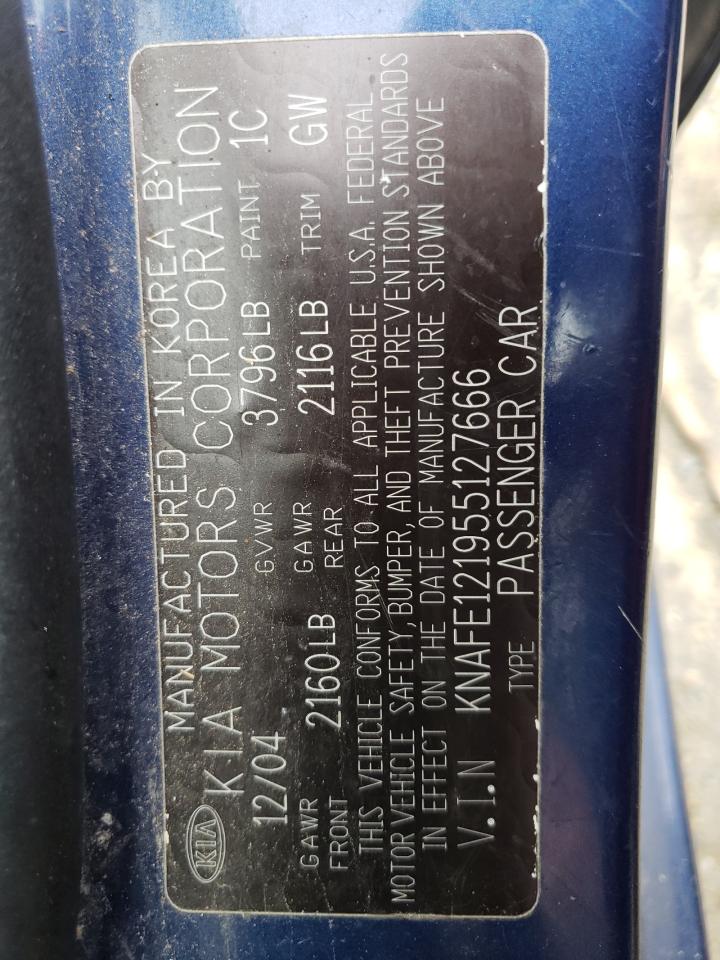 MANUFACTURED IN KOREA BY
KIA KIA MOTORS CORPORATION
12/04 GVWR 3796LB PAINT 1C
GAWR FRONT 2160LB GAWR REAR 2116LB TRIM GW
THIS VEHICLE CONFORMS TO ALL APPLICABLE U.S.A. FEDERAL
MOTOR VEHICLE SAFETY, BUMPER, AND THEFT PREVENTION STANDARDS
IN EFFECT ON THE DATE OF MANUFACTURE SHOWN ABOVE
V.I.N KNAFE121955127666
TYPE PASSENGER CAR